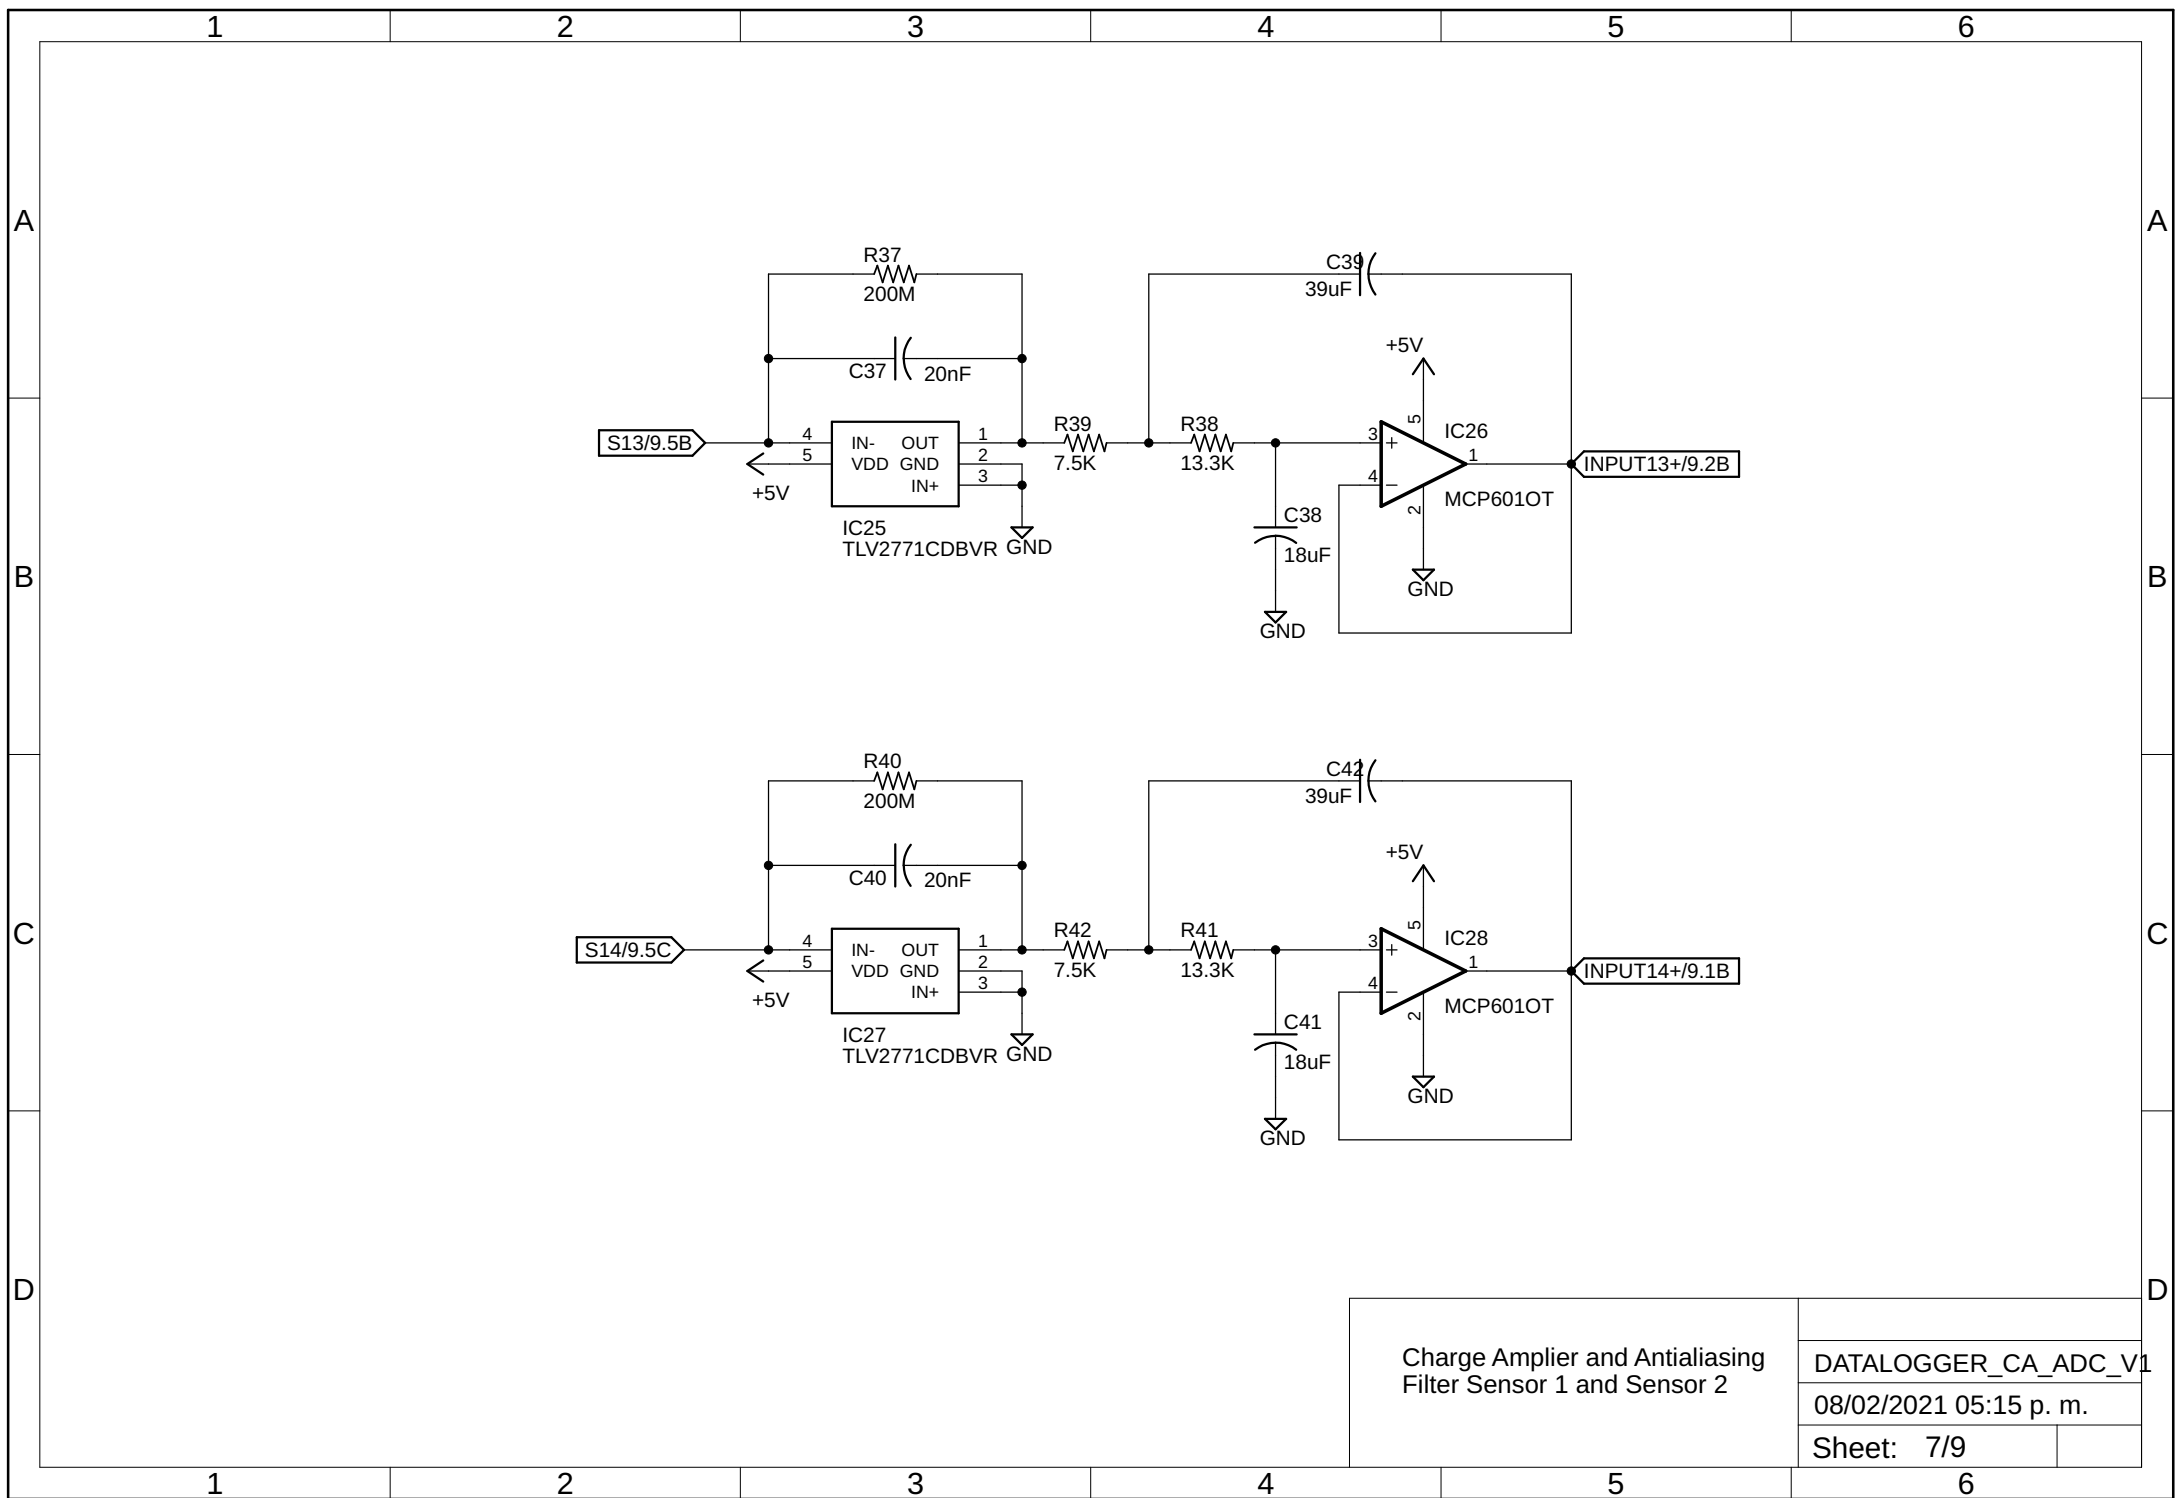 1 2 3 4 5 6
A A
R37
200M
C39
39uF
+5V
C37 20nF
B B
S13/9.5B
4 IN- OUT 1
5 VDD GND 2
IN+ 3
+5V
IC25
TLV2771CDBVR
GND
R39
7.5K
R38
13.3K
C38
18uF
GND
3 +
4 -
5
2
1
IC26
MCP601OT
GND
INPUT13+/9.2B
R40
200M
C42
39uF
+5V
C40 20nF
C C
S14/9.5C
4 IN- OUT 1
5 VDD GND 2
IN+ 3
+5V
IC27
TLV2771CDBVR
GND
R42
7.5K
R41
13.3K
C41
18uF
GND
3 +
4 -
5
2
1
IC28
MCP601OT
GND
INPUT14+/9.1B
D D
Charge Amplier and Antialiasing
Filter Sensor 1 and Sensor 2
DATALOGGER_CA_ADC_V1
08/02/2021 05:15 p. m.
Sheet: 7/9
1 2 3 4 5 6